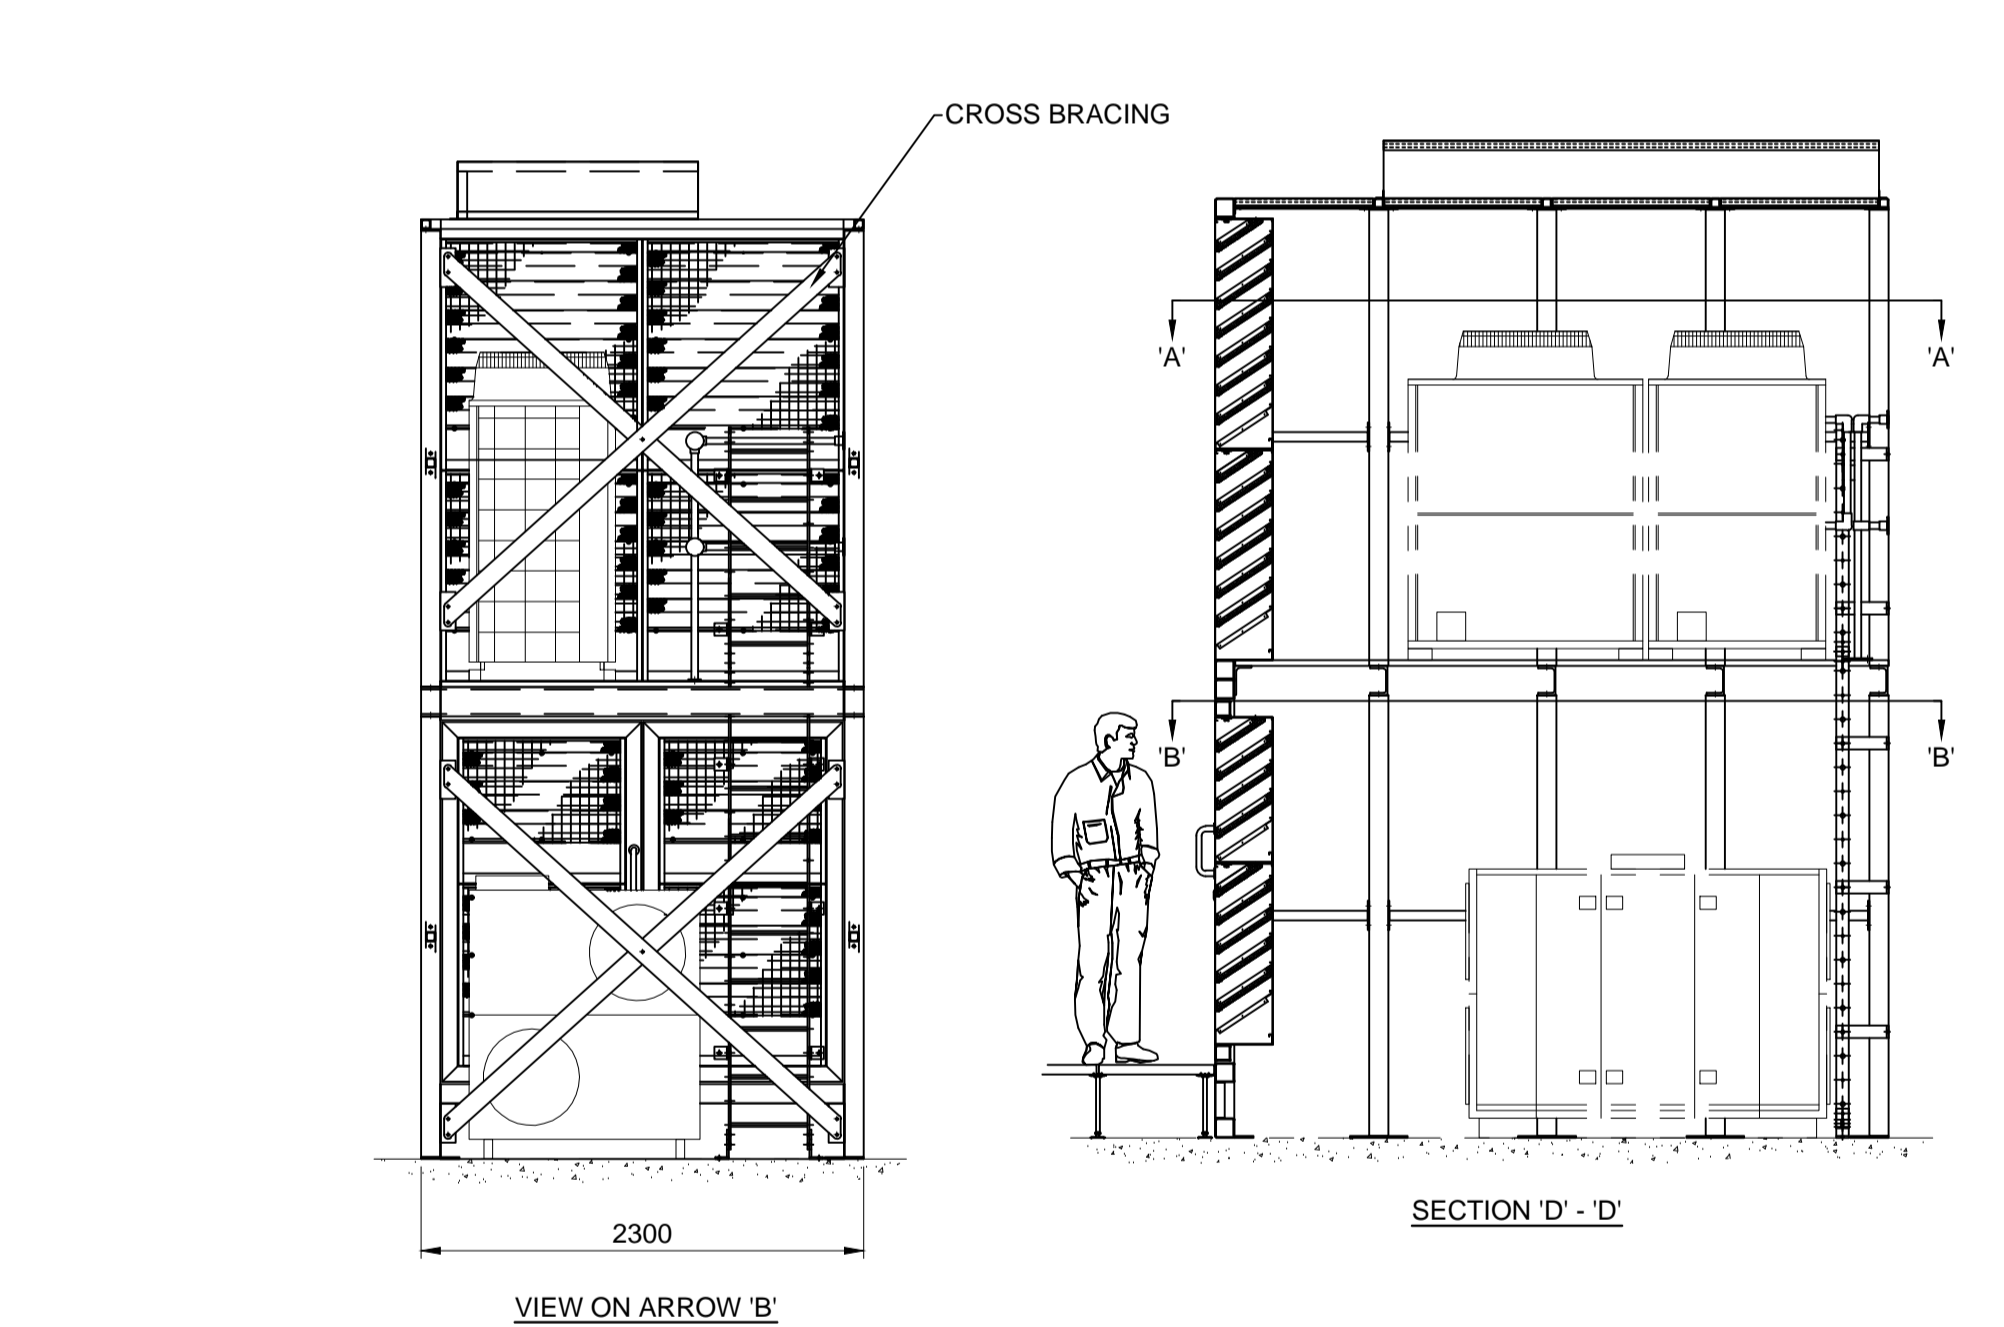 CROSS BRACING
'A'
'A'
'B'
'B'
SECTION 'D' - 'D'
2300
VIEW ON ARROW 'B'